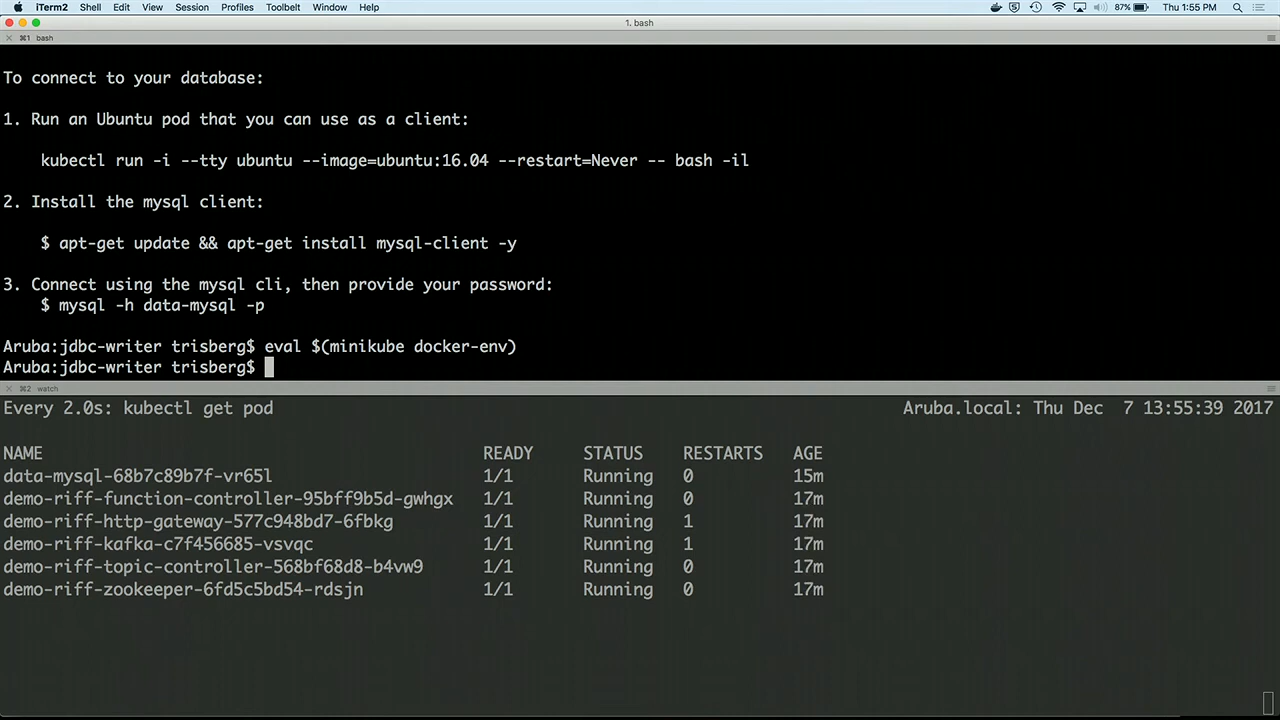 iTerm2 Shell Edit View Session Profiles Toolbelt Window Help 87% Thu 1:55 PM
1. bash
⌘1 bash
To connect to your database:
1. Run an Ubuntu pod that you can use as a client:
kubectl run -i --tty ubuntu --image=ubuntu:16.04 --restart=Never -- bash -il
2. Install the mysql client:
$ apt-get update && apt-get install mysql-client -y
3. Connect using the mysql cli, then provide your password:
$ mysql -h data-mysql -p
Aruba:jdbc-writer trisberg$ eval $(minikube docker-env)
Aruba:jdbc-writer trisberg$
⌘2 watch
Every 2.0s: kubectl get pod Aruba.local: Thu Dec 7 13:55:39 2017
NAME READY STATUS RESTARTS AGE
data-mysql-68b7c89b7f-vr65l 1/1 Running 0 15m
demo-riff-function-controller-95bff9b5d-gwhgx 1/1 Running 0 17m
demo-riff-http-gateway-577c948bd7-6fbkg 1/1 Running 1 17m
demo-riff-kafka-c7f456685-vsvqc 1/1 Running 1 17m
demo-riff-topic-controller-568bf68d8-b4vw9 1/1 Running 0 17m
demo-riff-zookeeper-6fd5c5bd54-rdsjn 1/1 Running 0 17m